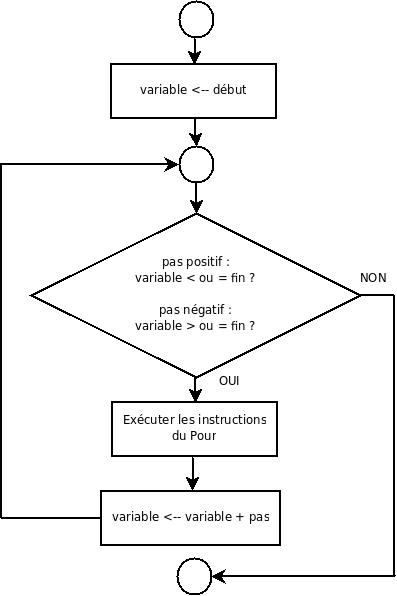 variable <-- début
pas positif :
variable < ou = fin ?
pas négatif :
variable > ou = fin ?
NON
OUI
Exécuter les instructions
du Pour
variable <-- variable + pas